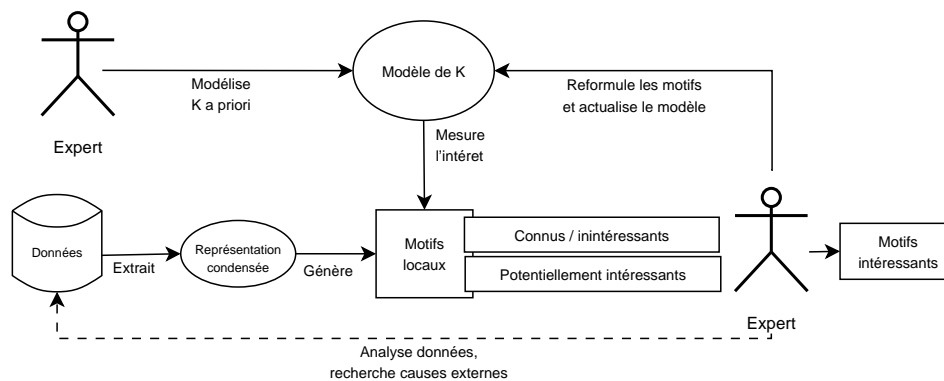 Modèle de K
Modélise
K a priori
Reformule les motifs
et actualise le modèle
Expert
Mesure
l'intéret
Données
Extrait
Représentation
condensée
Génère
Motifs
locaux
Connus / inintéressants
Potentiellement intéressants
Motifs
intéressants
Expert
Analyse données,
recherche causes externes